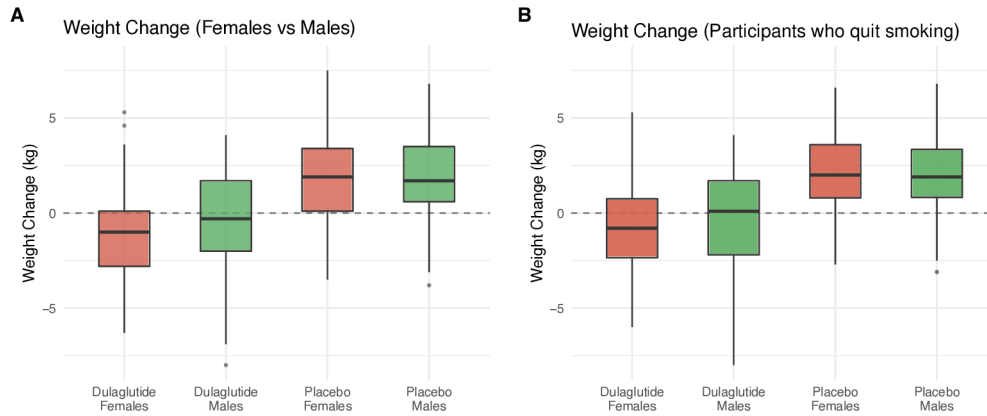 A
Weight Change (Females vs Males)
Weight Change (kg)
5
0
−5
Dulaglutide
Females
Dulaglutide
Males
Placebo
Females
Placebo
Males
B
Weight Change (Participants who quit smoking)
Weight Change (kg)
5
0
−5
Dulaglutide
Females
Dulaglutide
Males
Placebo
Females
Placebo
Males